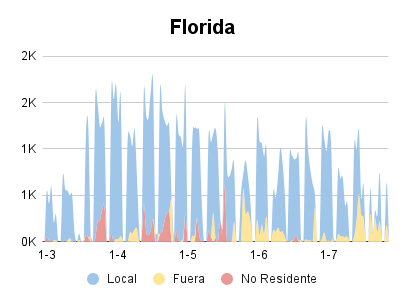 Florida
2K
2K
1K
1K
0K
1-3 1-4 1-5 1-6 1-7
Local Fuera No Residente